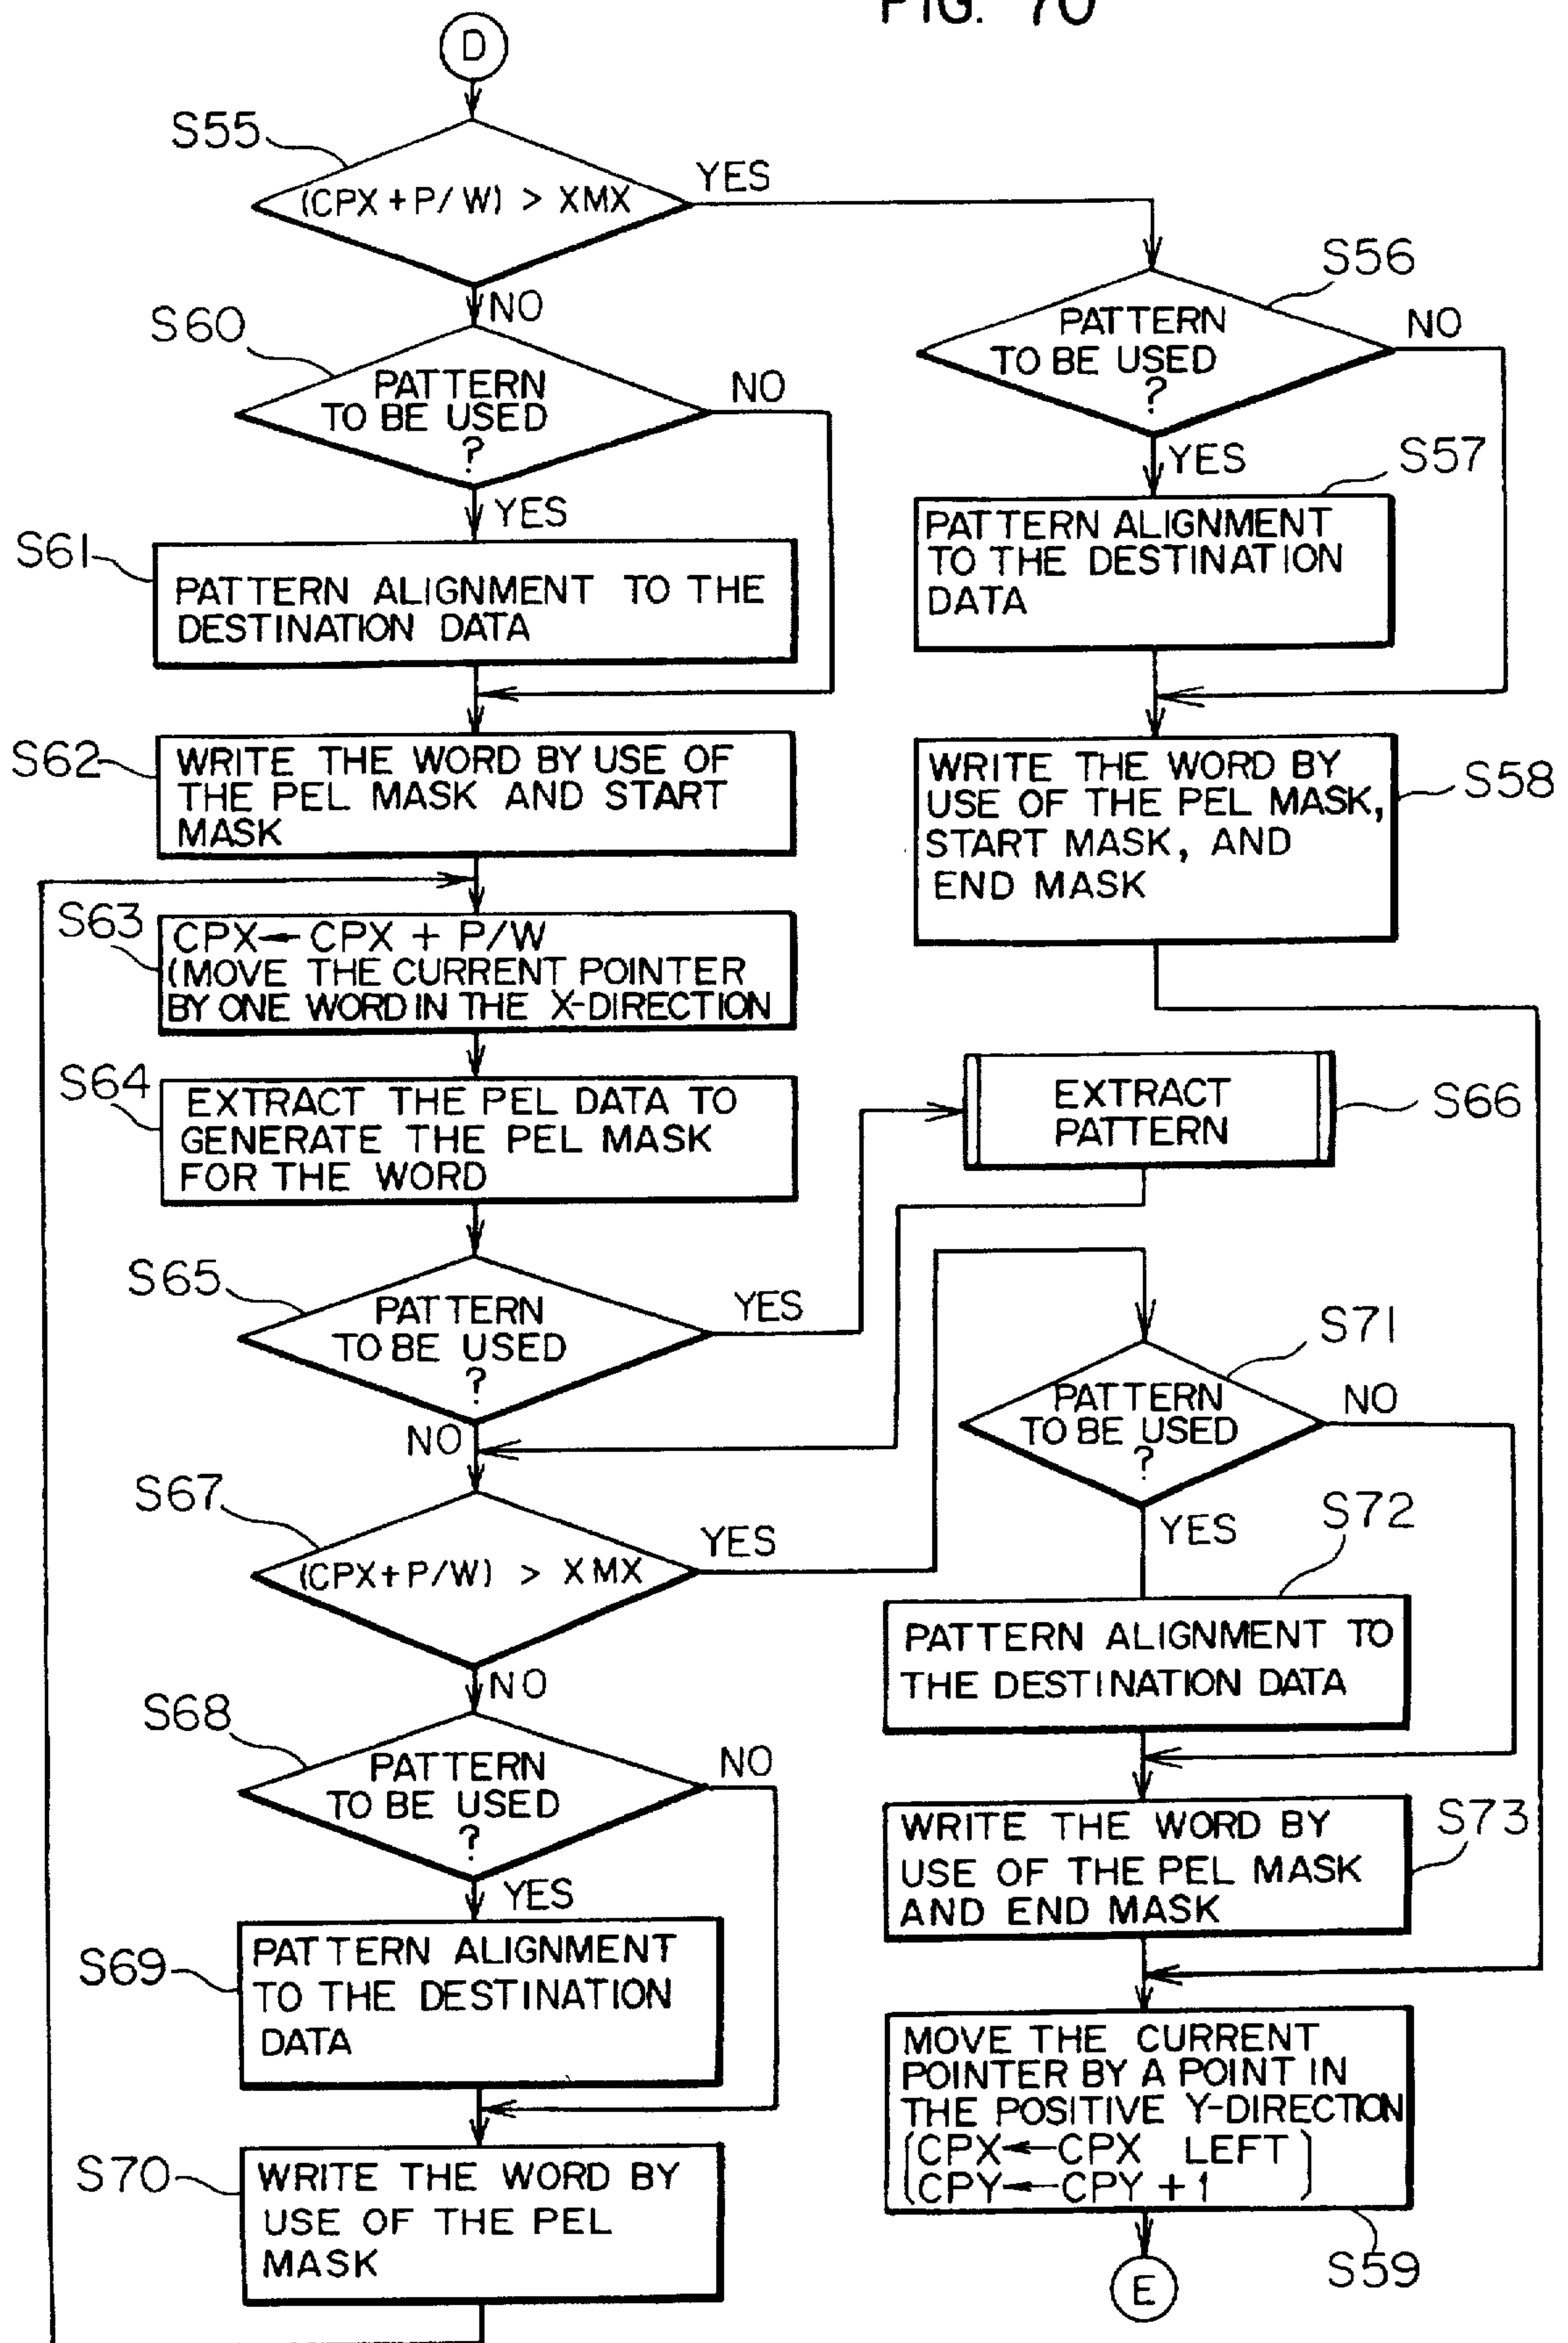 FIG. 70
D
S55
(CPX+P/W) > XMX
YES
NO
S56
PATTERN
TO BE USED
?
NO
YES
S60
PATTERN
TO BE USED
?
NO
YES
S57
PATTERN ALIGNMENT
TO THE DESTINATION
DATA
S61
PATTERN ALIGNMENT TO THE
DESTINATION DATA
S62
WRITE THE WORD BY USE OF
THE PEL MASK AND START
MASK
S58
WRITE THE WORD BY
USE OF THE PEL MASK,
START MASK, AND
END MASK
S63
CPX←CPX + P/W
(MOVE THE CURRENT POINTER
BY ONE WORD IN THE X-DIRECTION
S64
EXTRACT THE PEL DATA TO
GENERATE THE PEL MASK
FOR THE WORD
S66
EXTRACT
PATTERN
S65
PATTERN
TO BE USED
?
YES
NO
S71
PATTERN
TO BE USED
?
NO
YES
S67
(CPX+P/W) > XMX
YES
NO
S72
PATTERN ALIGNMENT TO
THE DESTINATION DATA
S68
PATTERN
TO BE USED
?
NO
YES
S73
WRITE THE WORD BY
USE OF THE PEL MASK
AND END MASK
S69
PATTERN ALIGNMENT
TO THE DESTINATION
DATA
S70
WRITE THE WORD BY
USE OF THE PEL
MASK
MOVE THE CURRENT
POINTER BY A POINT IN
THE POSITIVE Y-DIRECTION
(CPX←CPX LEFT)
(CPY←CPY+1)
S59
E